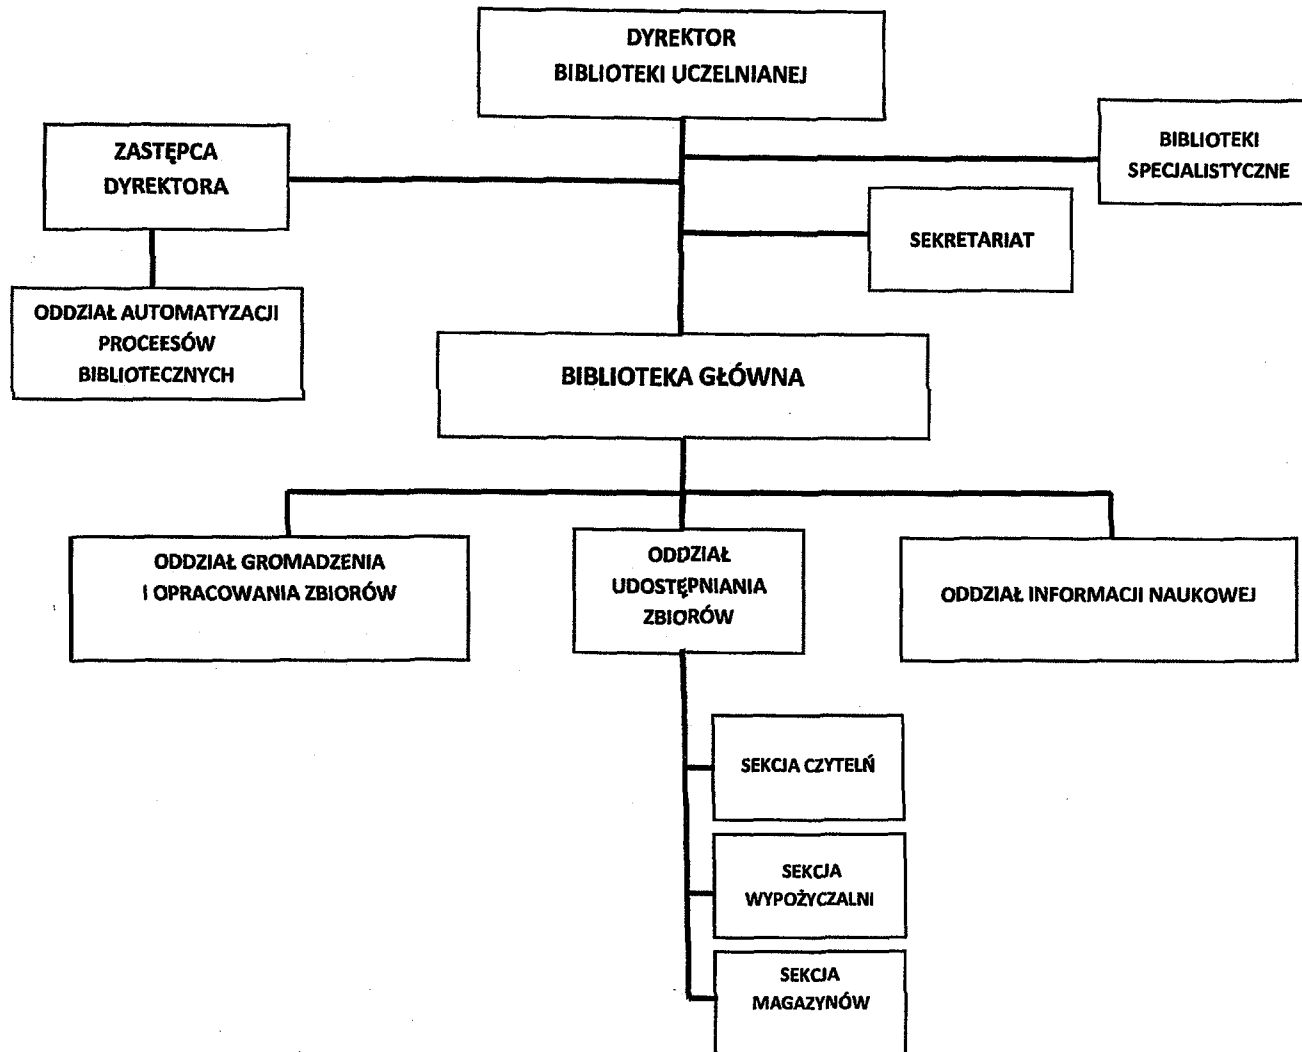 DYREKTOR
BIBLIOTEKI UCZELNIANEJ
BIBLIOTEKI
SPECJALISTYCZNE
ZASTĘPCA
DYREKTORA
SEKRETARIAT
ODDZIAŁ AUTOMATYZACJI
PROCEESÓW
BIBLIOTECZNYCH
BIBLIOTEKA GŁÓWNA
ODDZIAŁ GROMADZENIA
I OPRACOWANIA ZBIORÓW
ODDZIAŁ
UDOSTĘPNIANIA
ZBIORÓW
ODDZIAŁ INFORMACJI NAUKOWEJ
SEKCJA CZYTELŃ
SEKCJA
WYPOŻYCZALNI
SEKCJA
MAGAZYNÓW